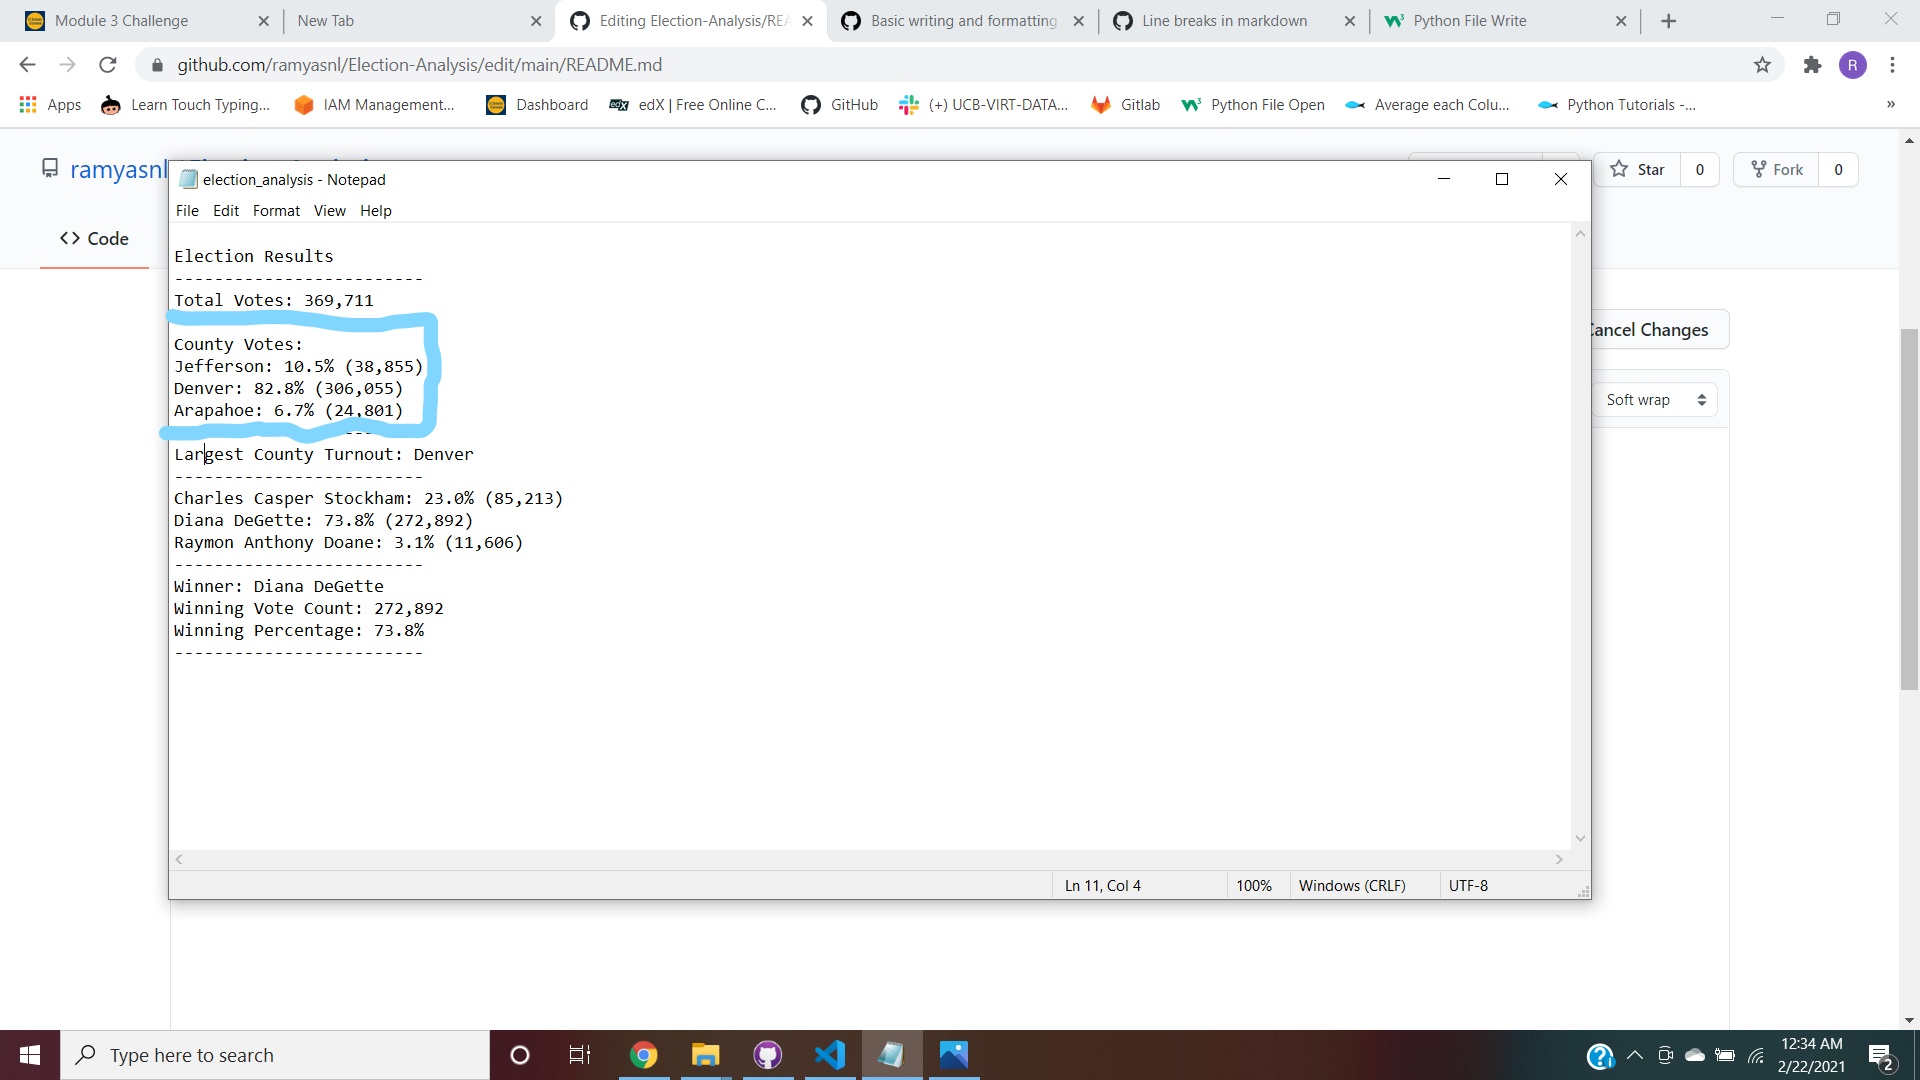 Module 3 Challenge
New Tab
Editing Election-Analysis/REA
Basic writing and formatting
Line breaks in markdown
Python File Write
github.com/ramyasnl/Election-Analysis/edit/main/README.md
R
Apps
Learn Touch Typing...
IAM Management...
Dashboard
edX | Free Online C...
GitHub
(+) UCB-VIRT-DATA...
Gitlab
Python File Open
Average each Colu...
Python Tutorials -...
»
ramyasnl
Star
0
Fork
0
Code
election_analysis - Notepad
File Edit Format View Help
Election Results
-------------------------
Total Votes: 369,711
County Votes:
Jefferson: 10.5% (38,855)
Denver: 82.8% (306,055)
Arapahoe: 6.7% (24,801)
Largest County Turnout: Denver
-------------------------
Charles Casper Stockham: 23.0% (85,213)
Diana DeGette: 73.8% (272,892)
Raymon Anthony Doane: 3.1% (11,606)
-------------------------
Winner: Diana DeGette
Winning Vote Count: 272,892
Winning Percentage: 73.8%
-------------------------
Cancel Changes
Soft wrap
Ln 11, Col 4
100%
Windows (CRLF)
UTF-8
Type here to search
12:34 AM
2/22/2021
2